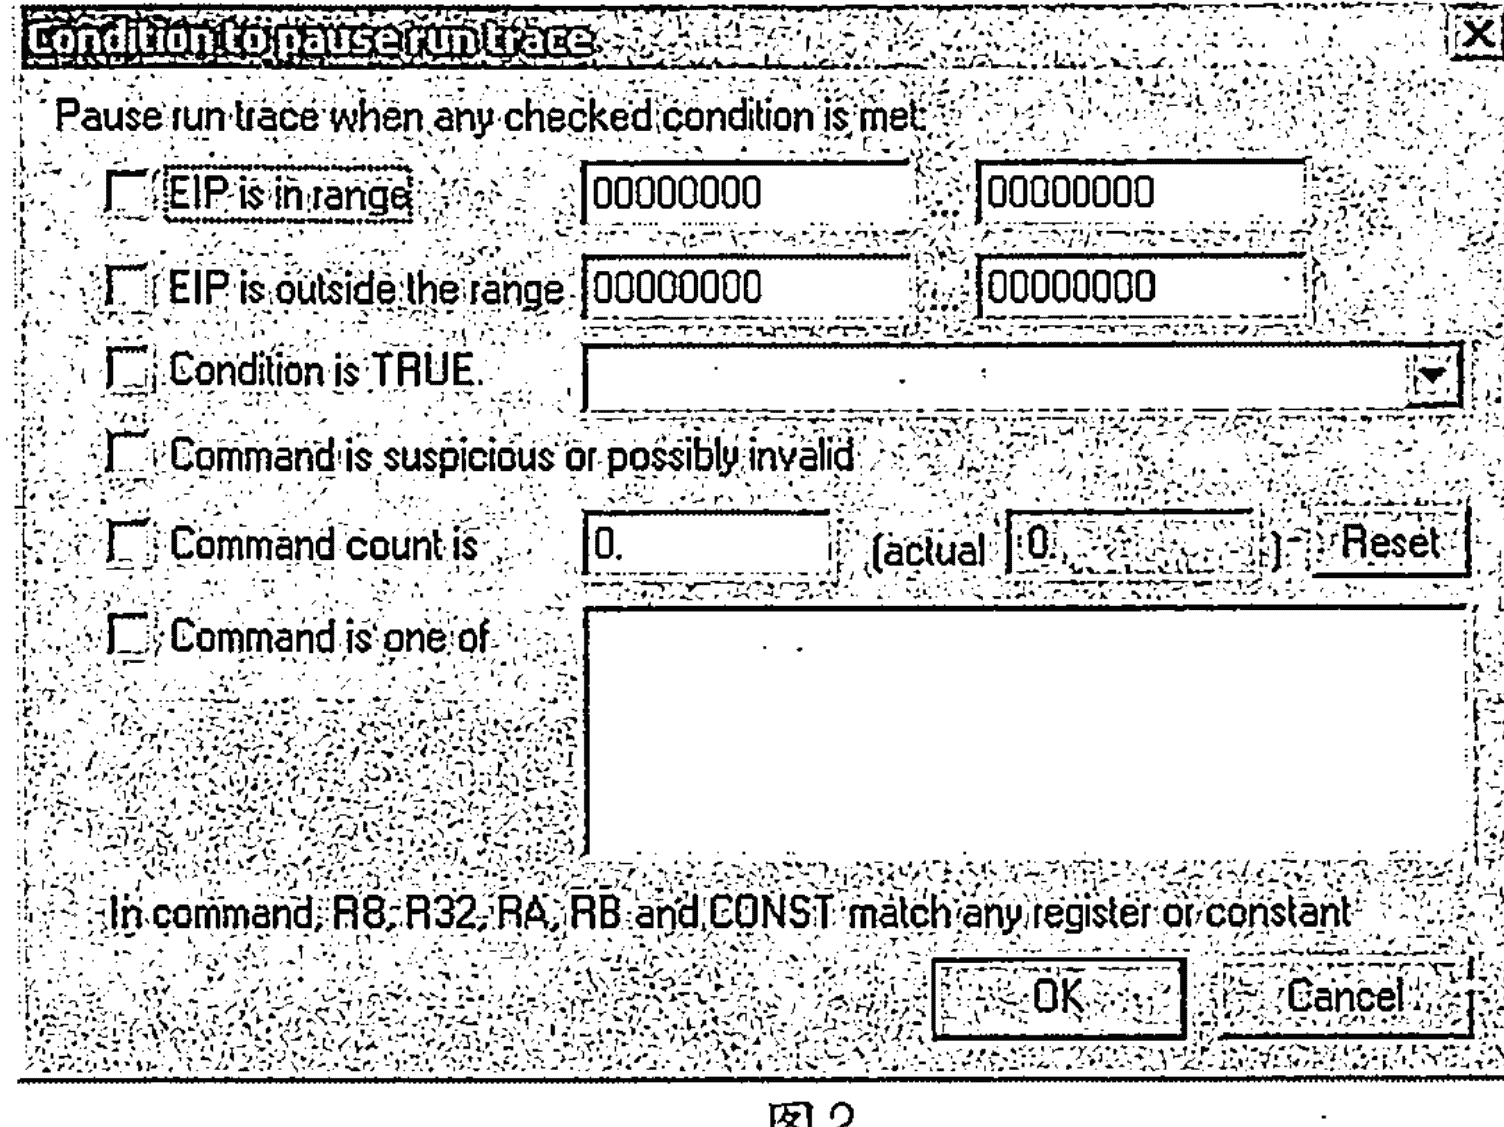 Condition to pause run trace
Pause run trace when any checked condition is met:
EIP is in range 00000000 ... 00000000
EIP is outside the range 00000000 ... 00000000
Condition is TRUE.
Command is suspicious or possibly invalid
Command count is 0. (actual 0. ) Reset
Command is one of
In command, R8, R32, RA, RB and CONST match any register or constant
OK Cancel
图2